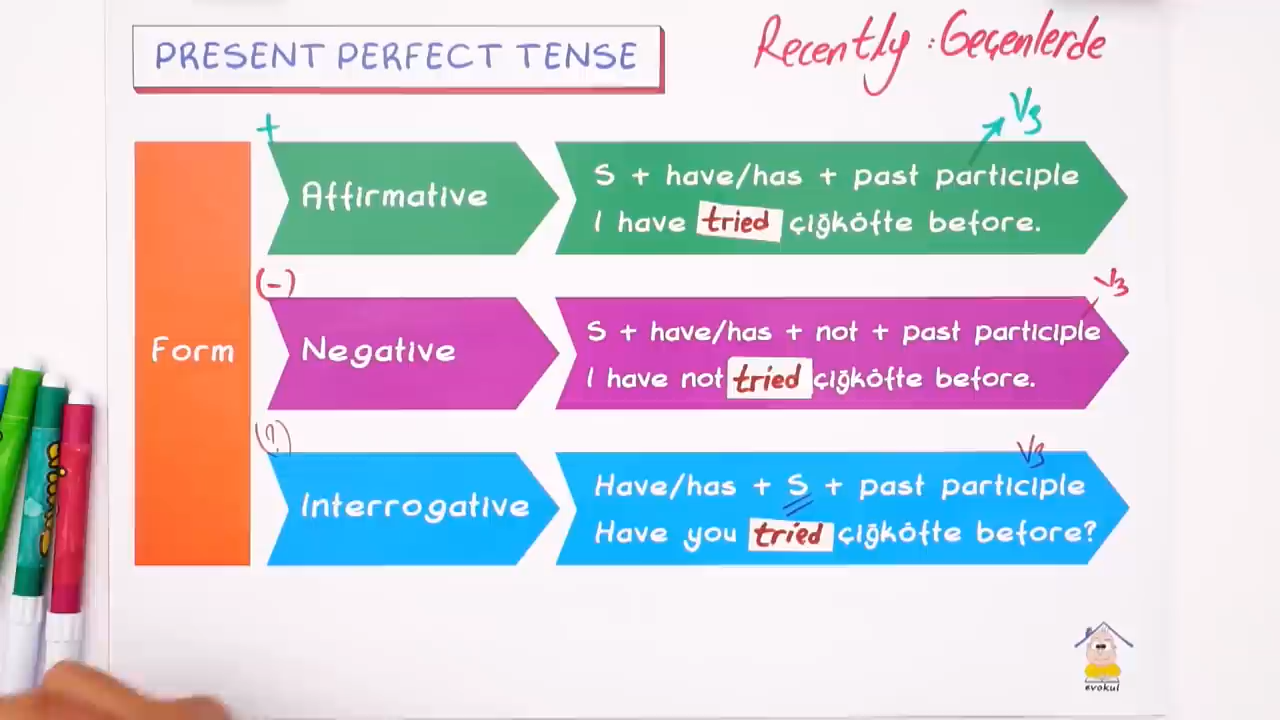 PRESENT PERFECT TENSE
Recently : Geçenlerde
+
V3
Affirmative
S + have/has + past participle
I have tried çiğköfte before.
(-)
V3
Form
Negative
S + have/has + not + past participle
I have not tried çiğköfte before.
(?)
V3
Interrogative
Have/has + S + past participle
Have you tried çiğköfte before?
evokul